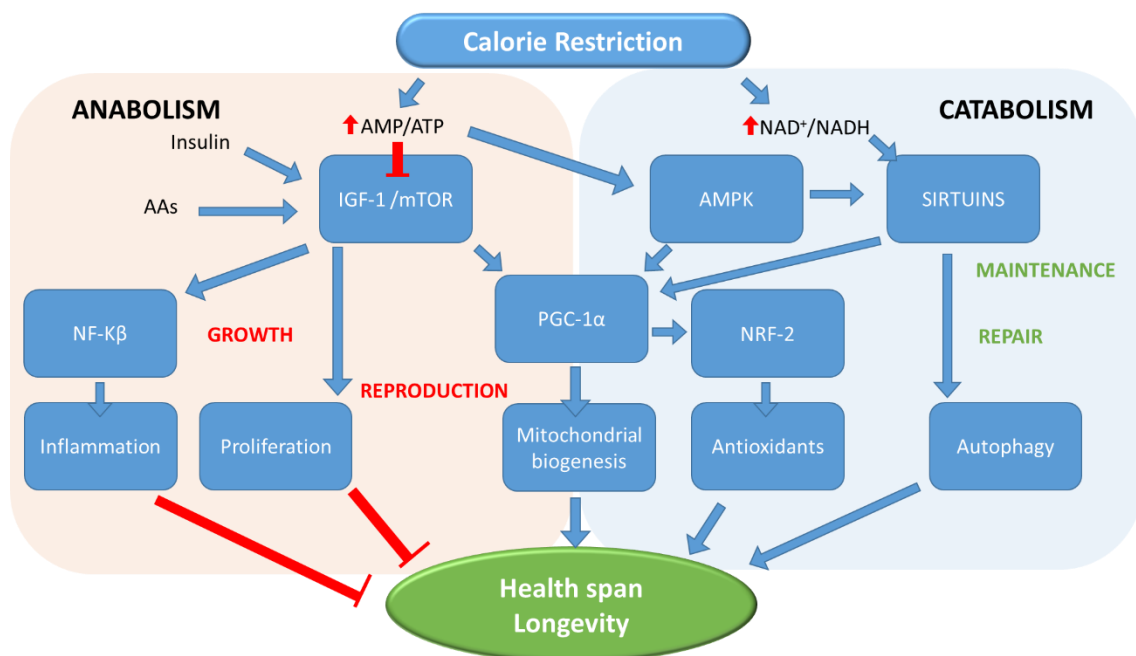 Calorie Restriction
ANABOLISM
CATABOLISM
Insulin
AMP/ATP
NAD⁺/NADH
AAs
IGF-1 /mTOR
AMPK
SIRTUINS
MAINTENANCE
NF-Kβ
GROWTH
PGC-1α
NRF-2
REPAIR
REPRODUCTION
Inflammation
Proliferation
Mitochondrial
biogenesis
Antioxidants
Autophagy
Health span
Longevity